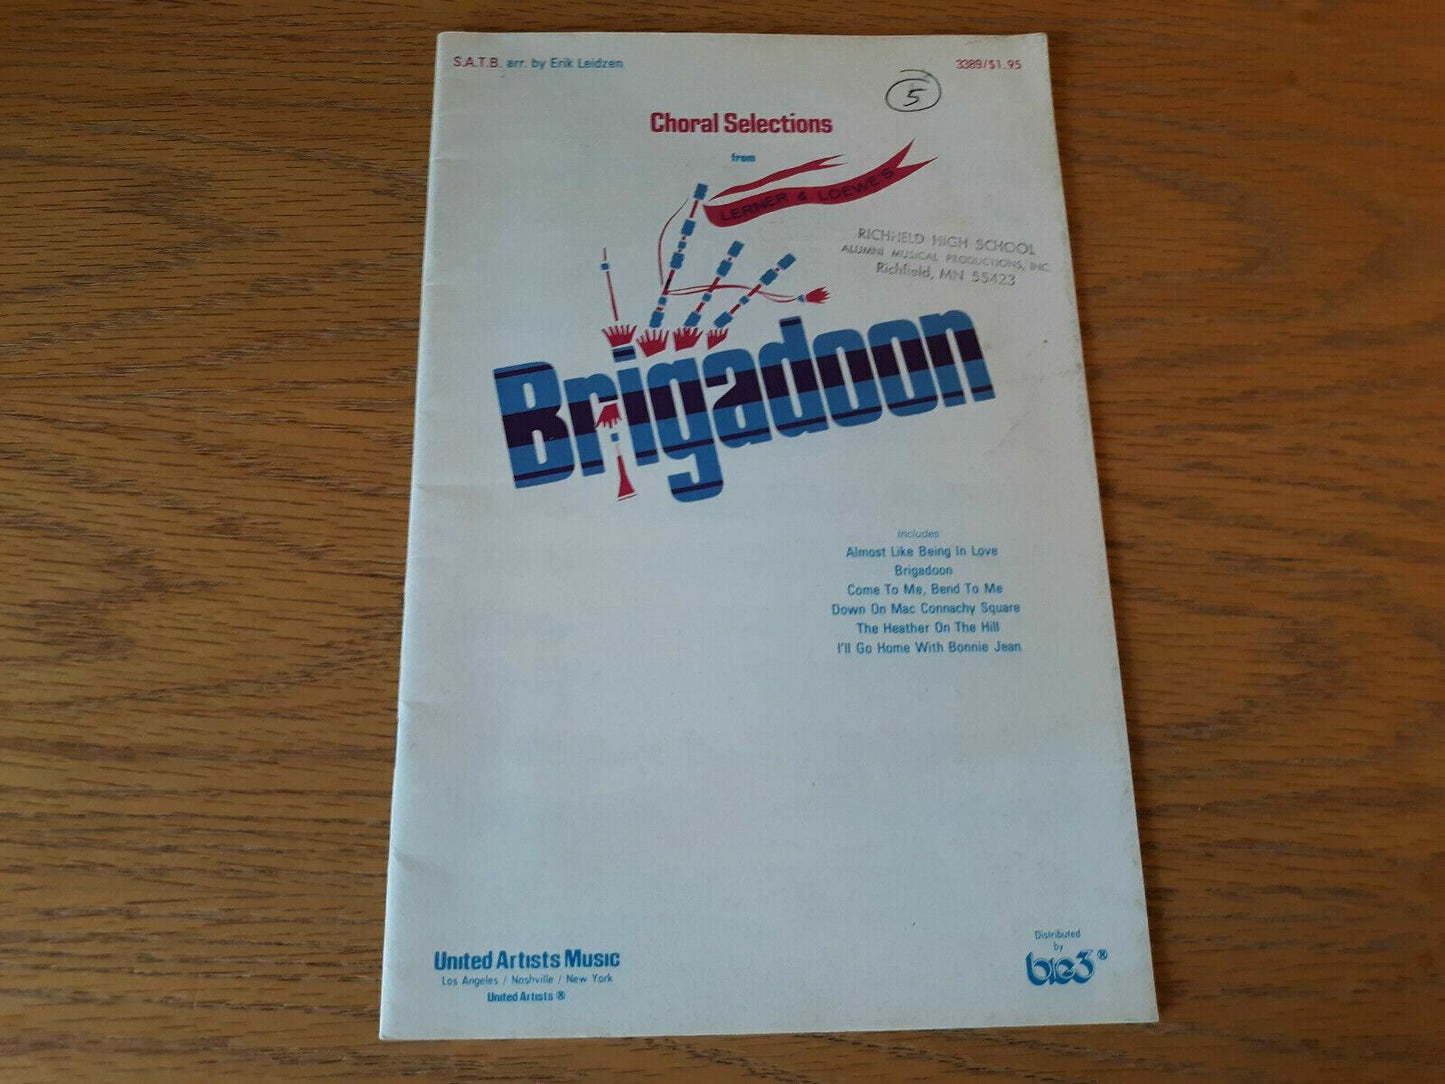 S.A.T.B. arr. by Erik Leidzen
3389/$1.95
5
Choral Selections
from
LERNER & LOEWE'S
RICHFIELD HIGH SCHOOL
ALUMNI MUSICAL PRODUCTIONS, INC.
Richfield, MN 55423
Brigadoon
Includes:
Almost Like Being In Love
Brigadoon
Come To Me, Bend To Me
Down On Mac Connachy Square
The Heather On The Hill
I'll Go Home With Bonnie Jean
United Artists Music
Los Angeles / Nashville / New York
United Artists ®
Distributed
by
big3®